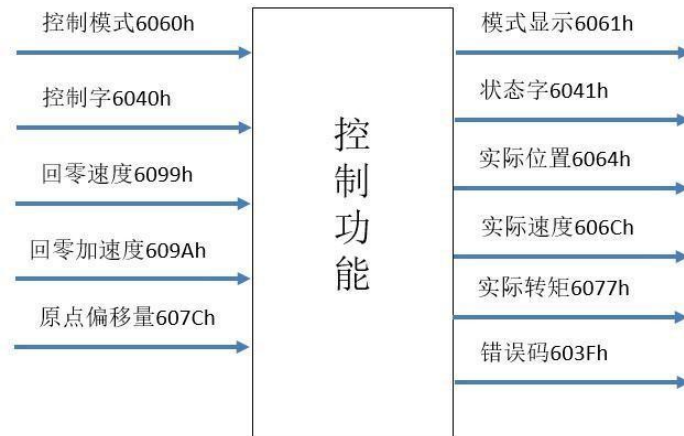 控制模式6060h
控制字6040h
回零速度6099h
回零加速度609Ah
原点偏移量607Ch
控制功能
模式显示6061h
状态字6041h
实际位置6064h
实际速度606Ch
实际转矩6077h
错误码603Fh